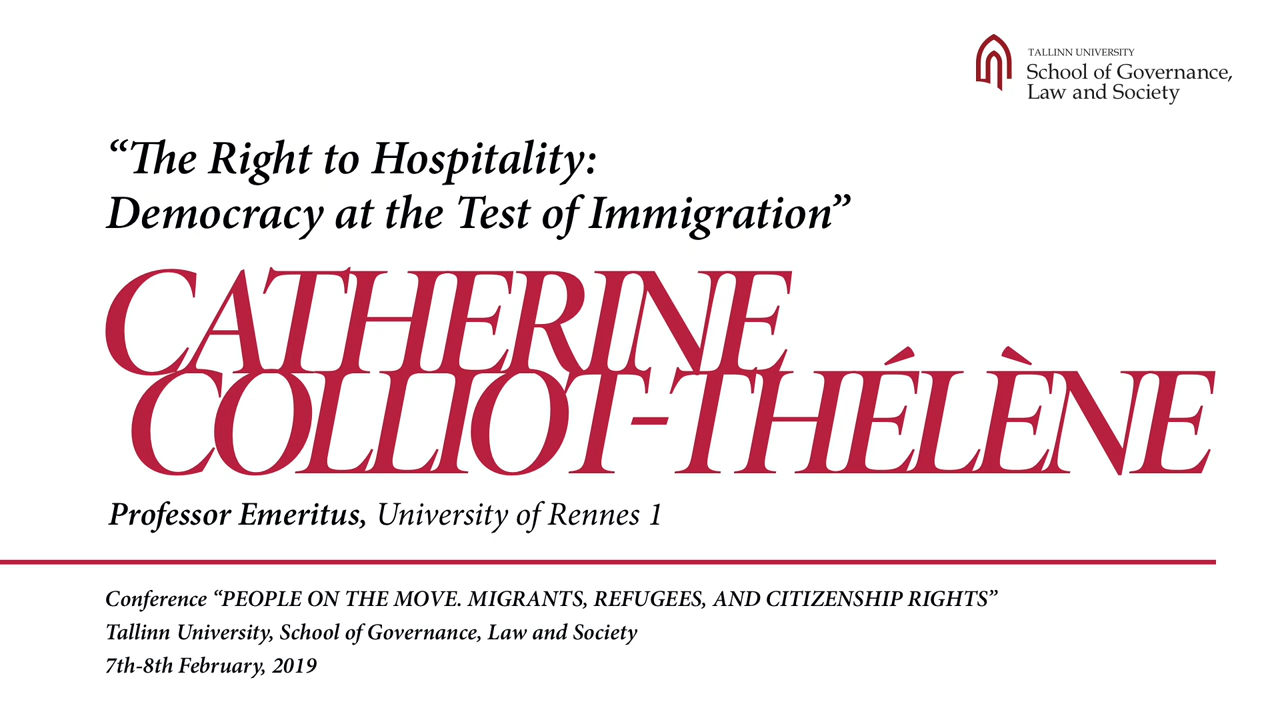 TALLINN UNIVERSITY
School of Governance,
Law and Society
“The Right to Hospitality:
Democracy at the Test of Immigration”
CATHERINE
COLLIOT-THÉLÈNE
Professor Emeritus, University of Rennes 1
Conference “PEOPLE ON THE MOVE. MIGRANTS, REFUGEES, AND CITIZENSHIP RIGHTS”
Tallinn University, School of Governance, Law and Society
7th-8th February, 2019